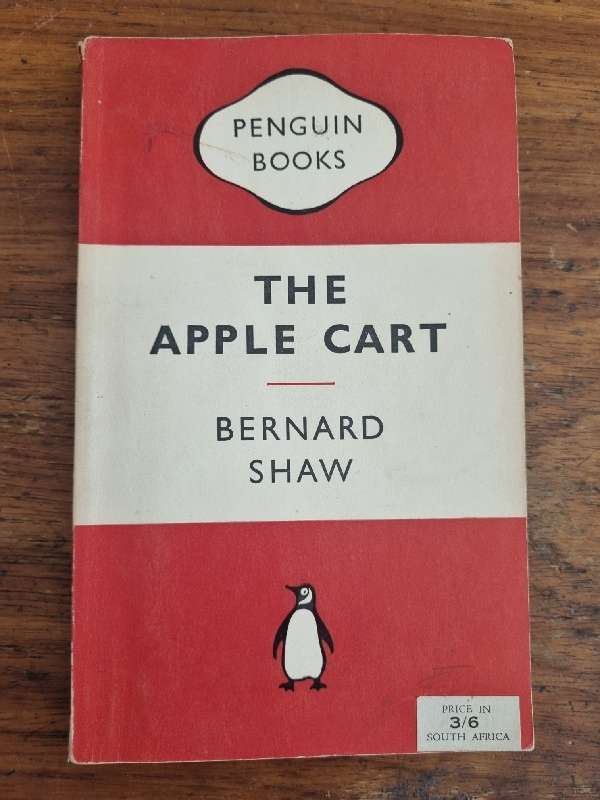 PENGUIN
BOOKS
THE
APPLE CART
BERNARD
SHAW
PRICE IN
3/6
SOUTH AFRICA